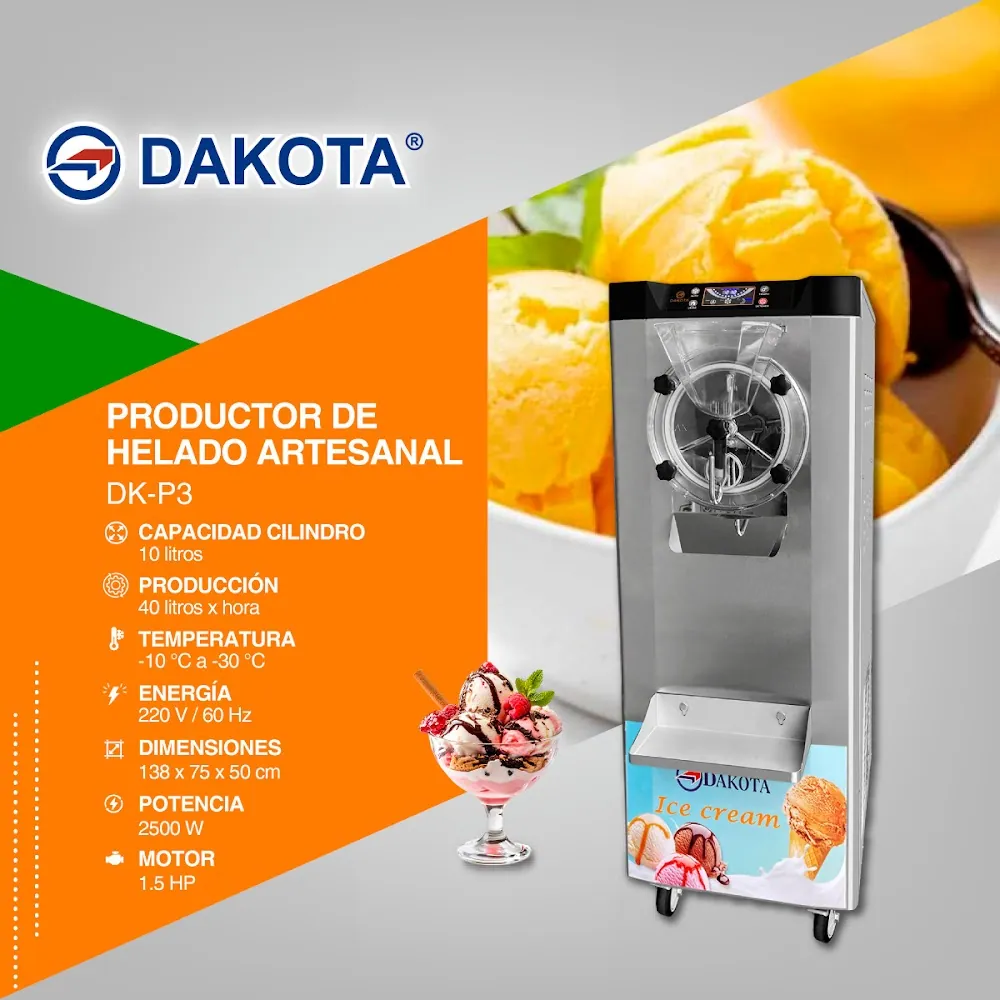 DAKOTA®
PRODUCTOR DE
HELADO ARTESANAL
DK-P3
CAPACIDAD CILINDRO
10 litros
PRODUCCIÓN
40 litros x hora
TEMPERATURA
-10 °C a -30 °C
ENERGÍA
220 V / 60 Hz
DIMENSIONES
138 x 75 x 50 cm
POTENCIA
2500 W
MOTOR
1.5 HP
DAKOTA
Ice cream